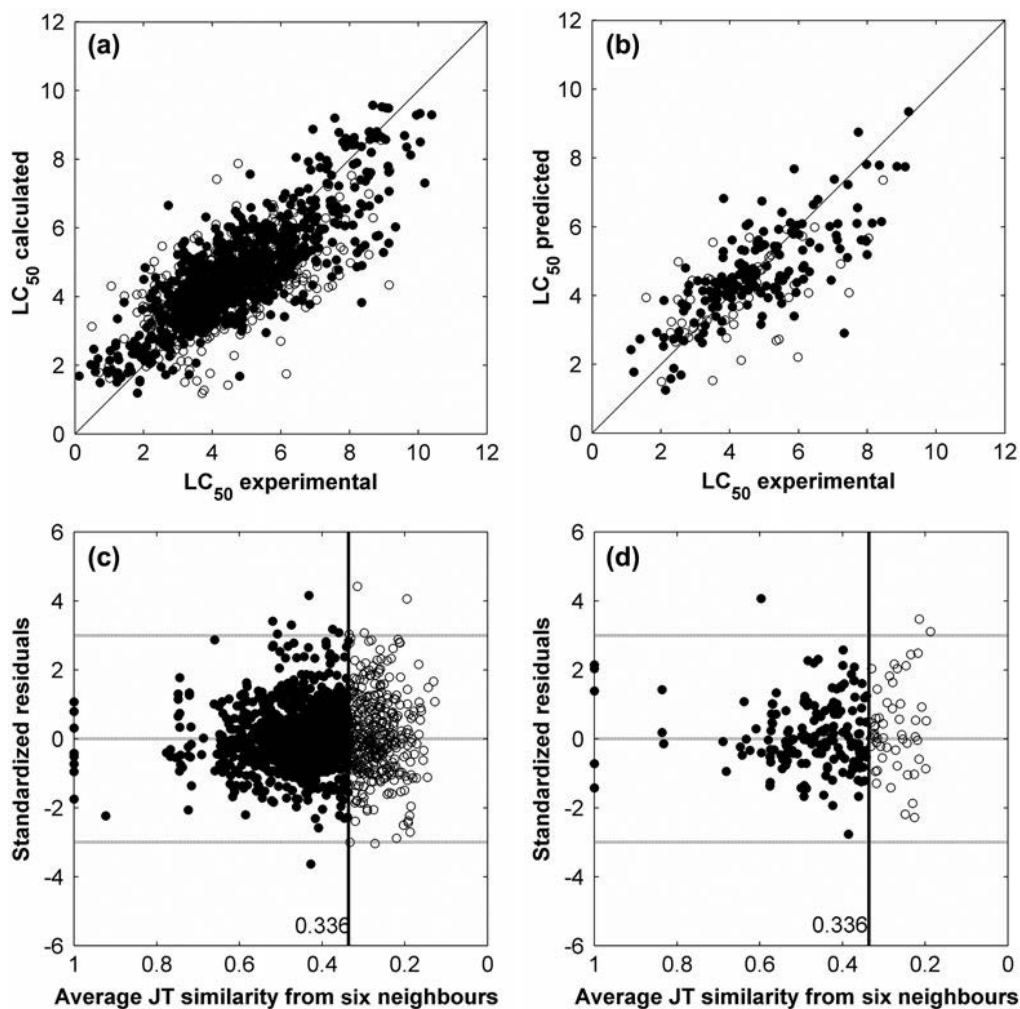 (a)
12
10
8
6
4
2
0
LC50 calculated
0 2 4 6 8 10 12
LC50 experimental
(b)
12
10
8
6
4
2
0
LC50 predicted
0 2 4 6 8 10 12
LC50 experimental
(c)
6
4
2
0
-2
-4
-6
Standardized residuals
0.336
1 0.8 0.6 0.4 0.2 0
Average JT similarity from six neighbours
(d)
6
4
2
0
-2
-4
-6
Standardized residuals
0.336
1 0.8 0.6 0.4 0.2 0
Average JT similarity from six neighbours